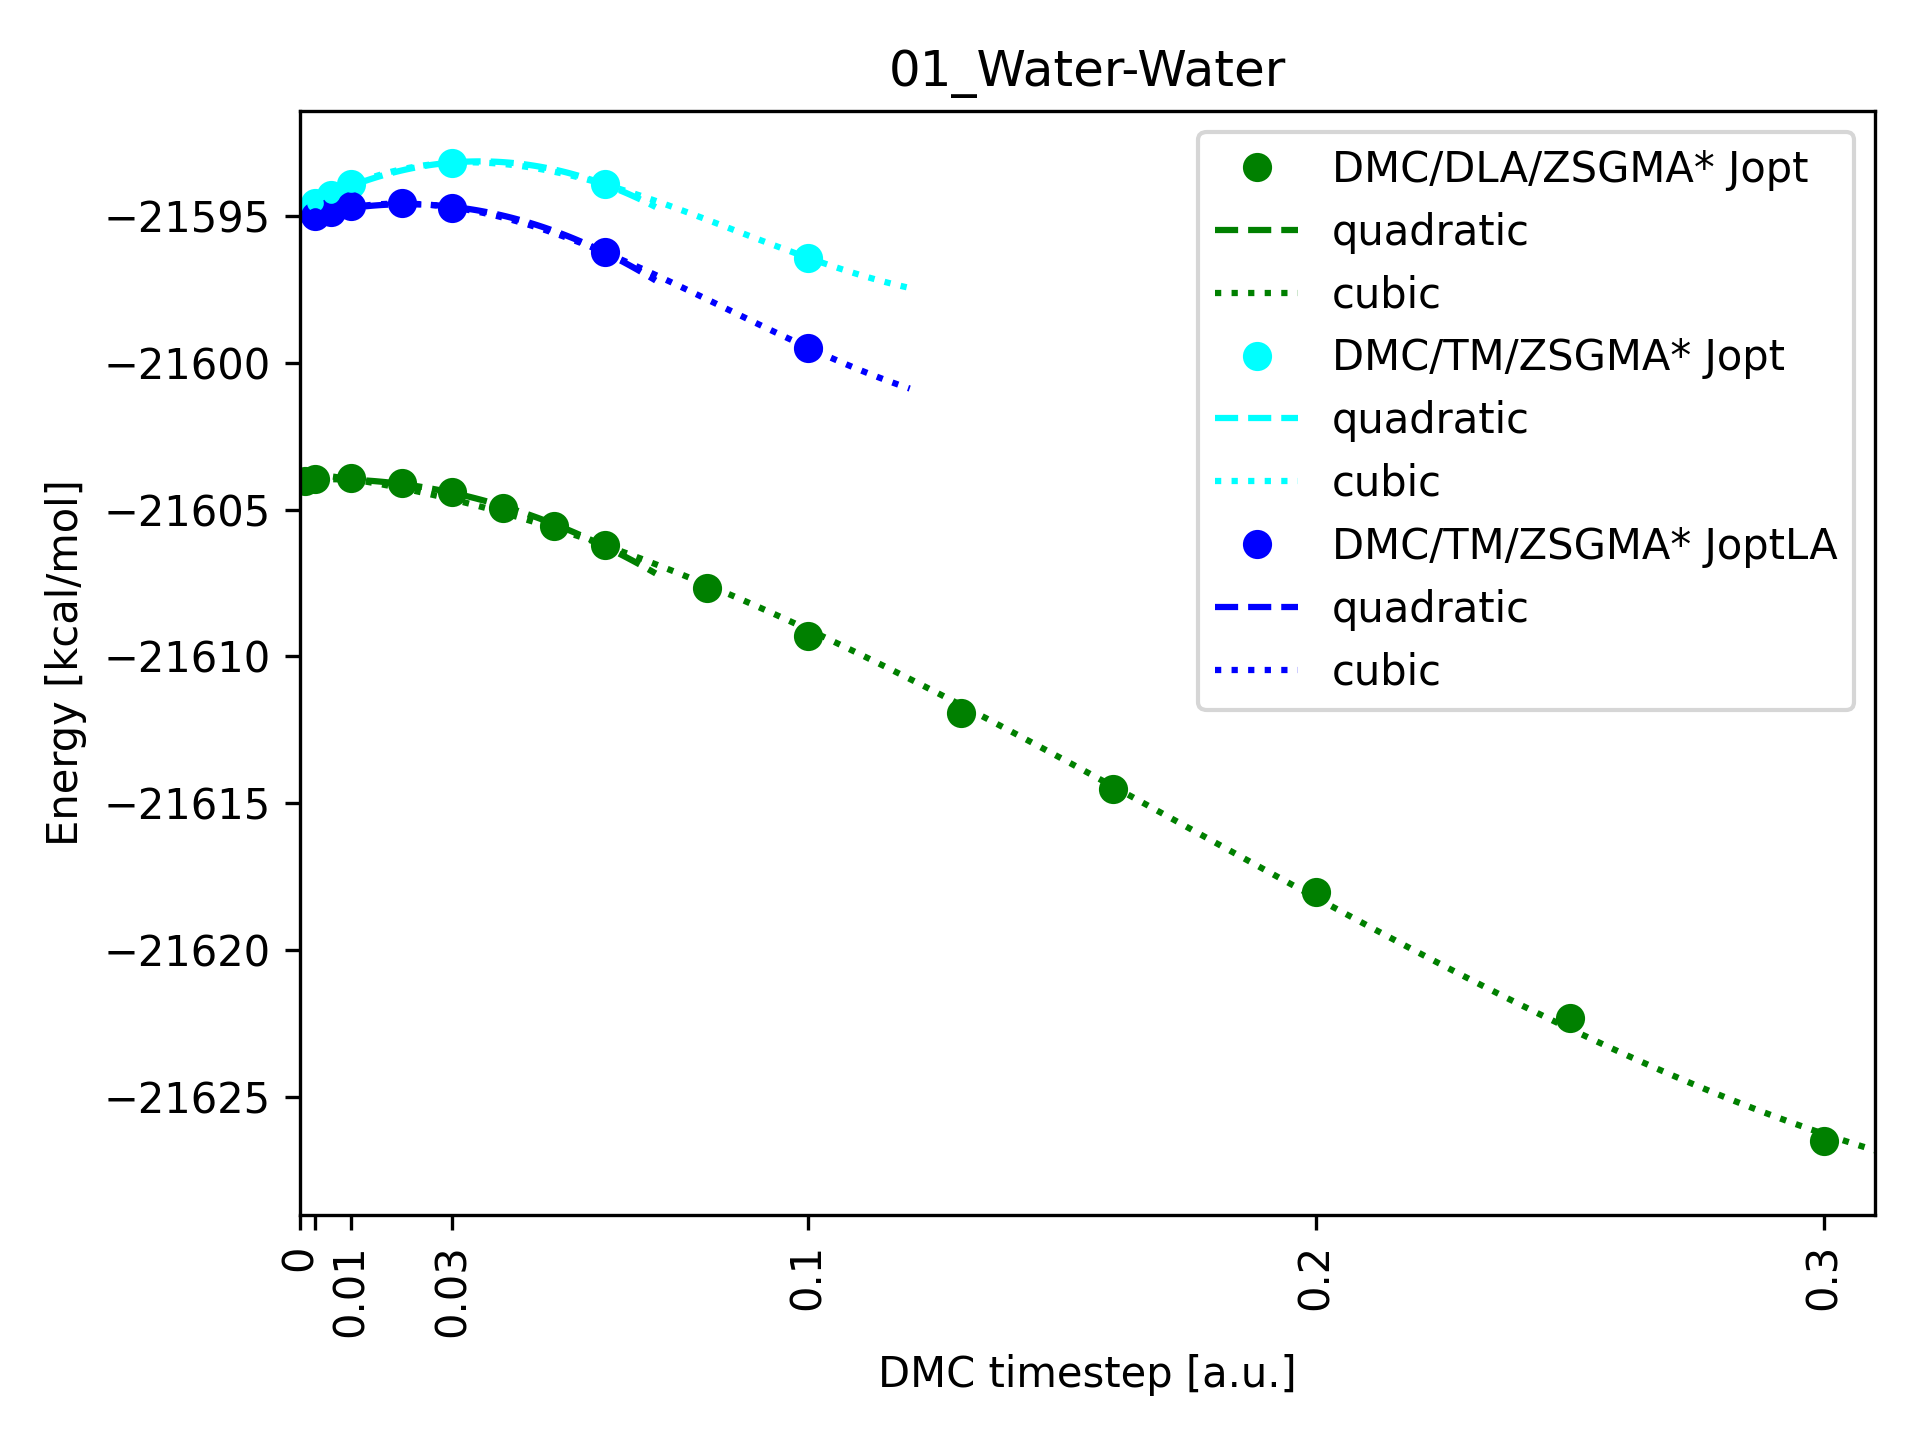 01_Water-Water
Energy [kcal/mol]
−21595
−21600
−21605
−21610
−21615
−21620
−21625
DMC/DLA/ZSGMA* Jopt
quadratic
cubic
DMC/TM/ZSGMA* Jopt
quadratic
cubic
DMC/TM/ZSGMA* JoptLA
quadratic
cubic
0
0.01
0.03
0.1
0.2
0.3
DMC timestep [a.u.]